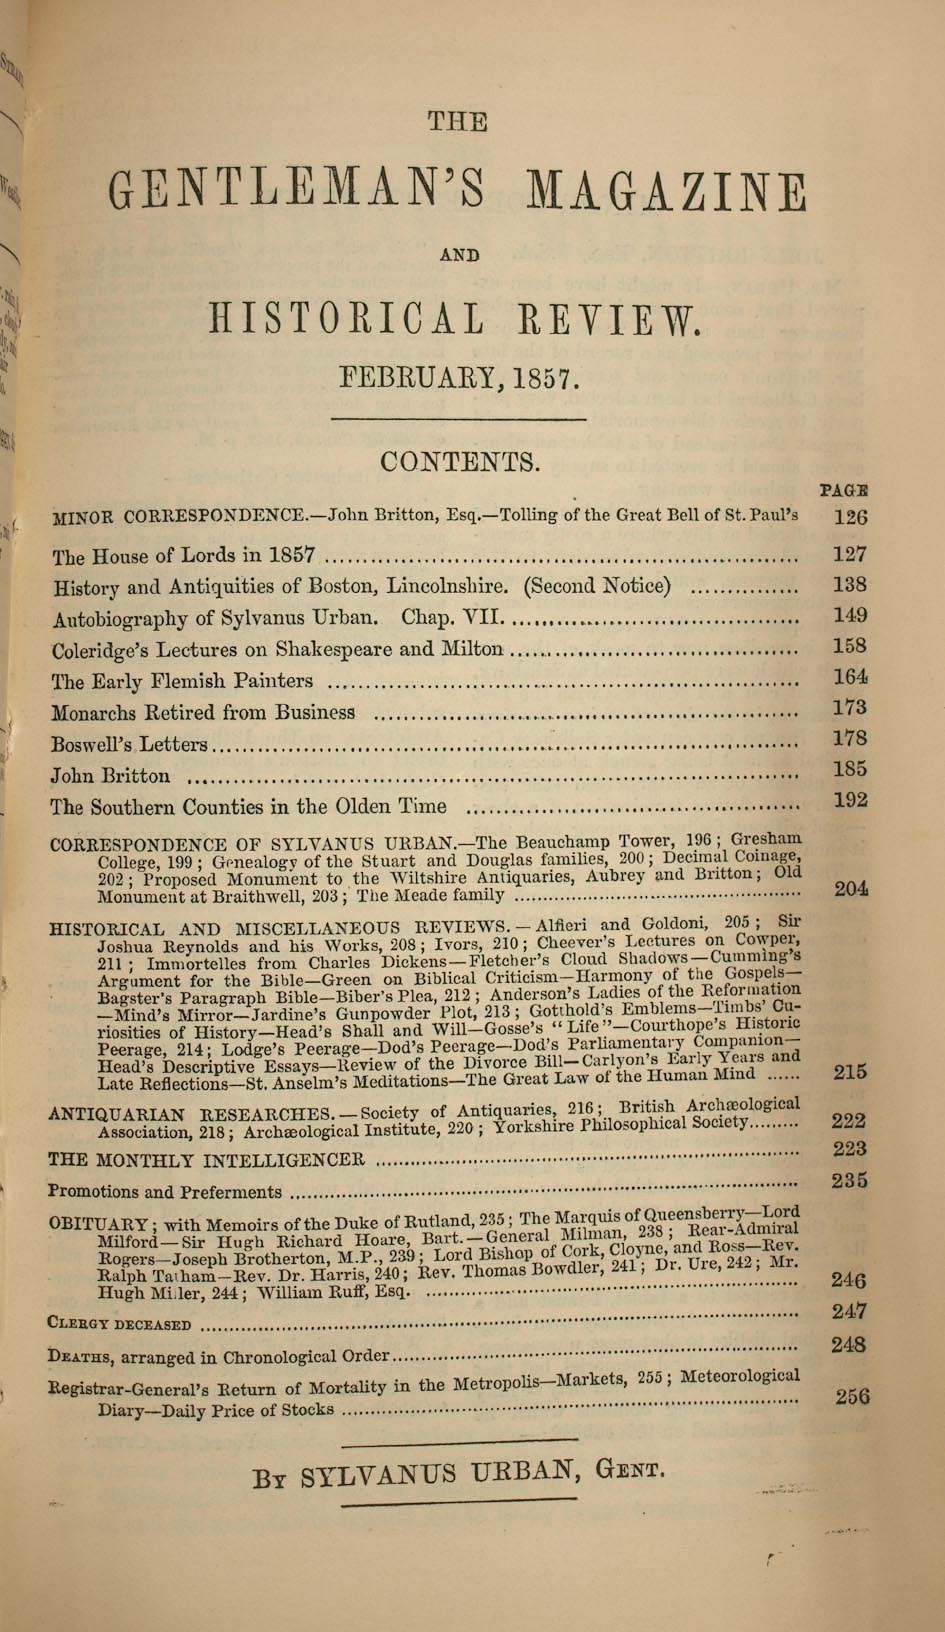 THE
GENTLEMAN'S MAGAZINE
AND
HISTORICAL REVIEW.
FEBRUARY, 1857.
CONTENTS.
PAGE
MINOR CORRESPONDENCE.—John Britton, Esq.—Tolling of the Great Bell of St. Paul's 126
The House of Lords in 1857 ........ 127
History and Antiquities of Boston, Lincolnshire. (Second Notice) ........ 138
Autobiography of Sylvanus Urban. Chap. VII. ........ 149
Coleridge's Lectures on Shakespeare and Milton ........ 158
The Early Flemish Painters ........ 164
Monarchs Retired from Business ........ 173
Boswell's Letters ........ 178
John Britton ........ 185
The Southern Counties in the Olden Time ........ 192
CORRESPONDENCE OF SYLVANUS URBAN.—The Beauchamp Tower, 196; Gresham
College, 199; Genealogy of the Stuart and Douglas families, 200; Decimal Coinage,
202; Proposed Monument to the Wiltshire Antiquaries, Aubrey and Britton; Old
Monument at Braithwell, 203; The Meade family ........ 204
HISTORICAL AND MISCELLANEOUS REVIEWS.—Alfieri and Goldoni, 205; Sir
Joshua Reynolds and his Works, 208; Ivors, 210; Cheever's Lectures on Cowper,
211; Immortelles from Charles Dickens—Fletcher's Cloud Shadows—Cumming's
Argument for the Bible—Green on Biblical Criticism—Harmony of the Gospels—
Bagster's Paragraph Bible—Biber's Plea, 212; Anderson's Ladies of the Reformation
—Mind's Mirror—Jardine's Gunpowder Plot, 213; Gotthold's Emblems—Timbs' Cu-
riosities of History—Head's Shall and Will—Gosse's "Life"—Courthope's Historic
Peerage, 214; Lodge's Peerage—Dod's Peerage—Dod's Parliamentary Companion—
Head's Descriptive Essays—Review of the Divorce Bill—Carlyon's Early Years and
Late Reflections—St. Anselm's Meditations—The Great Law of the Human Mind ...... 215
ANTIQUARIAN RESEARCHES.—Society of Antiquaries, 216; British Archæological
Association, 218; Archæological Institute, 220; Yorkshire Philosophical Society ........ 222
THE MONTHLY INTELLIGENCER ........ 223
Promotions and Preferments ........ 235
OBITUARY; with Memoirs of the Duke of Rutland, 235; The Marquis of Queensberry—Lord
Milford—Sir Hugh Richard Hoare, Bart.—General Milman, 238; Rear-Admiral
Rogers—Joseph Brotherton, M.P., 239; Lord Bishop of Cork, Cloyne, and Ross—Rev.
Ralph Tatham—Rev. Dr. Harris, 240; Rev. Thomas Bowdler, 241; Dr. Ure, 242; Mr.
Hugh Miller, 244; William Ruff, Esq. ........ 246
CLERGY DECEASED ........ 247
DEATHS, arranged in Chronological Order ........ 248
Registrar-General's Return of Mortality in the Metropolis—Markets, 255; Meteorological
Diary—Daily Price of Stocks ........ 256
BY SYLVANUS URBAN, GENT.